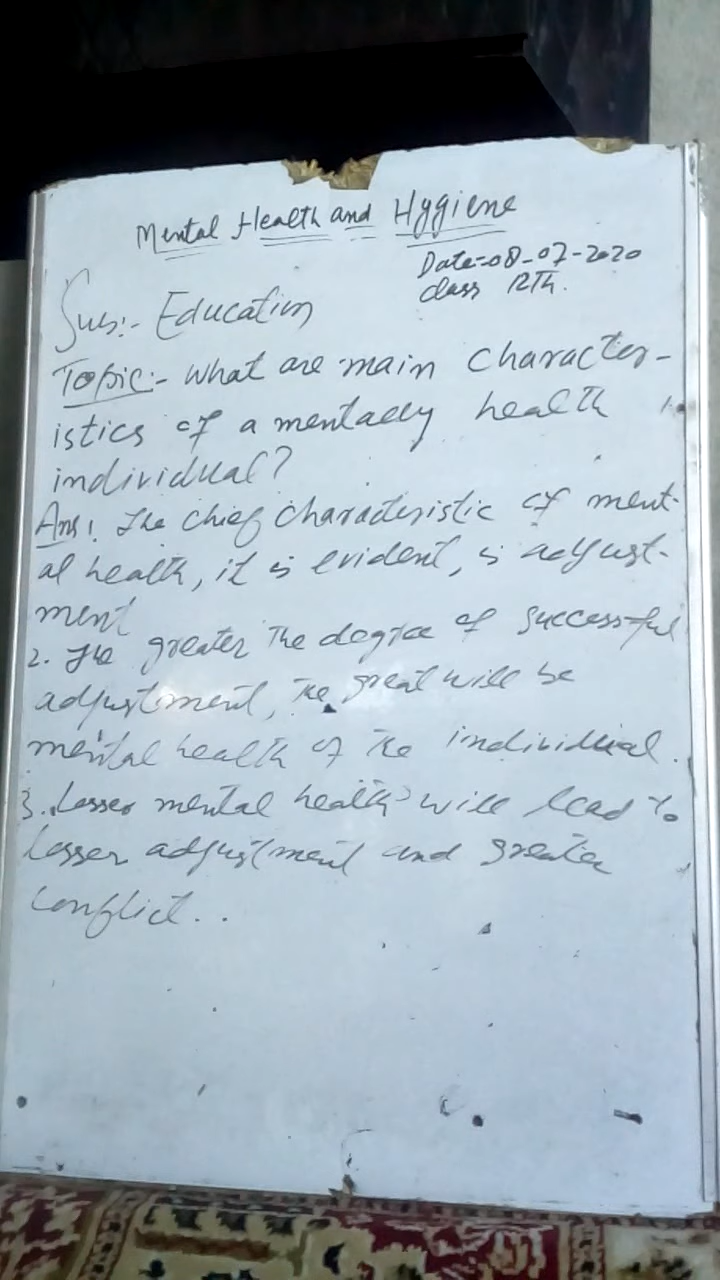 Mental Health and Hygiene
Date=08-07-2020
class 12Th.
Sub:- Education
Topic:- what are main character-
istics of a mentally health
individual?
Ans! The chief characteristic of ment-
al health, it is evident, is adjust-
ment
2. The greater The degree of successful
adjustment, The great will be
mental health of The individual.
3. Lesser mental health will lead to
lesser adjustment and greater
conflict..